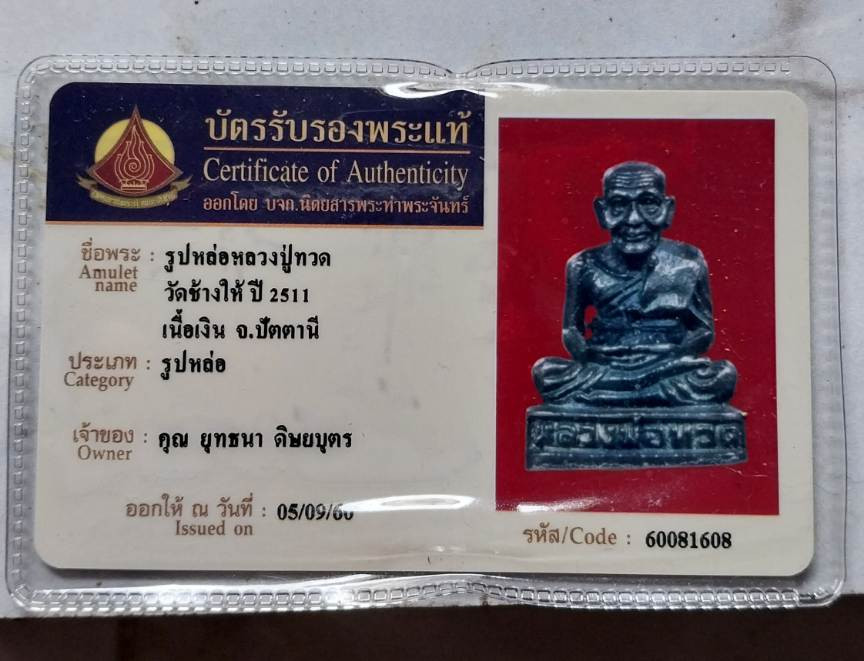 บัตรรับรองพระแท้
Certificate of Authenticity
ออกโดย บจก.นิตยสารพระท่าพระจันทร์
ชื่อพระ : รูปหล่อหลวงปู่ทวด
Amulet name
วัดช้างให้ ปี 2511
เนื้อเงิน จ.ปัตตานี
ประเภท : รูปหล่อ
Category
เจ้าของ : คุณ ยุทธนา ดิษยบุตร
Owner
ออกให้ ณ วันที่ : 05/09/60
Issued on
หลวงพ่อทวด
รหัส/Code : 60081608